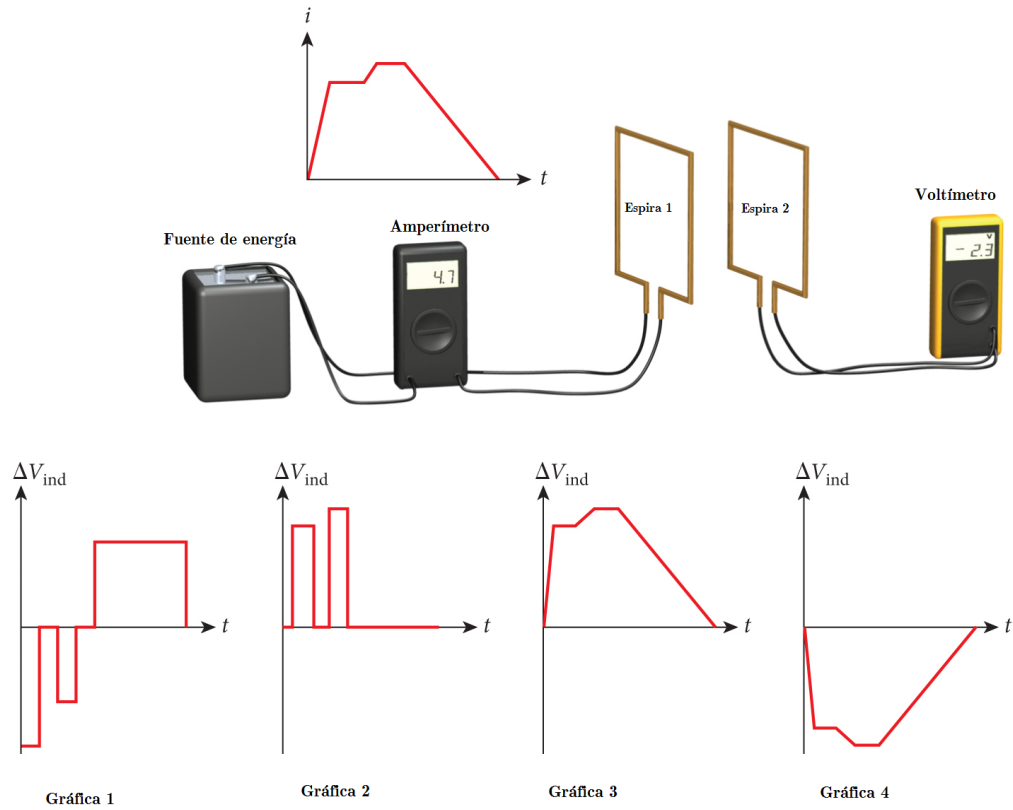 i
t
Fuente de energía
Amperímetro
4.7
Espira 1
Espira 2
Voltímetro
V
- 2.3
ΔV_ind
t
Gráfica 1
ΔV_ind
t
Gráfica 2
ΔV_ind
t
Gráfica 3
ΔV_ind
t
Gráfica 4